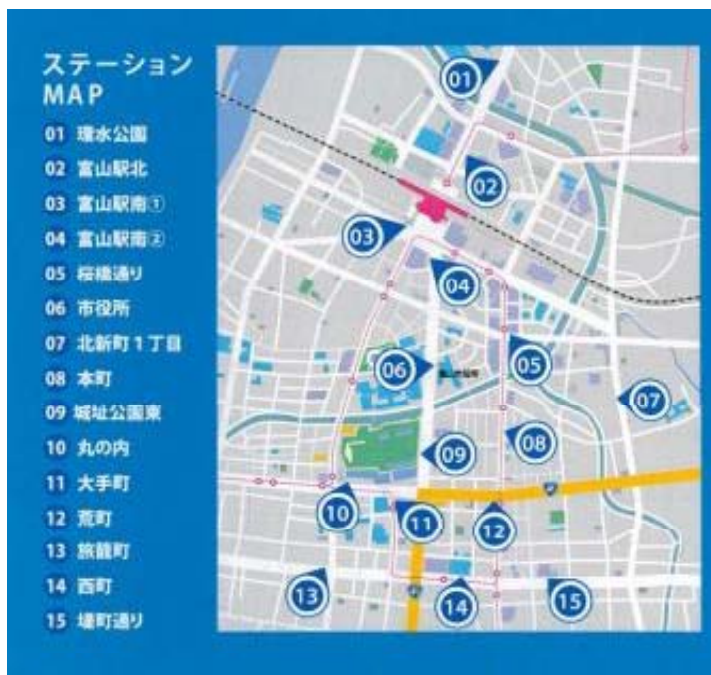 ステーション
MAP
01 環水公園
02 富山駅北
03 富山駅南①
04 富山駅南②
05 桜橋通り
06 市役所
07 北新町1丁目
08 本町
09 城址公園東
10 丸の内
11 大手町
12 荒町
13 旅籠町
14 西町
15 堤町通り
01
02
03
04
05
06
07
08
09
10
11
12
13
14
15